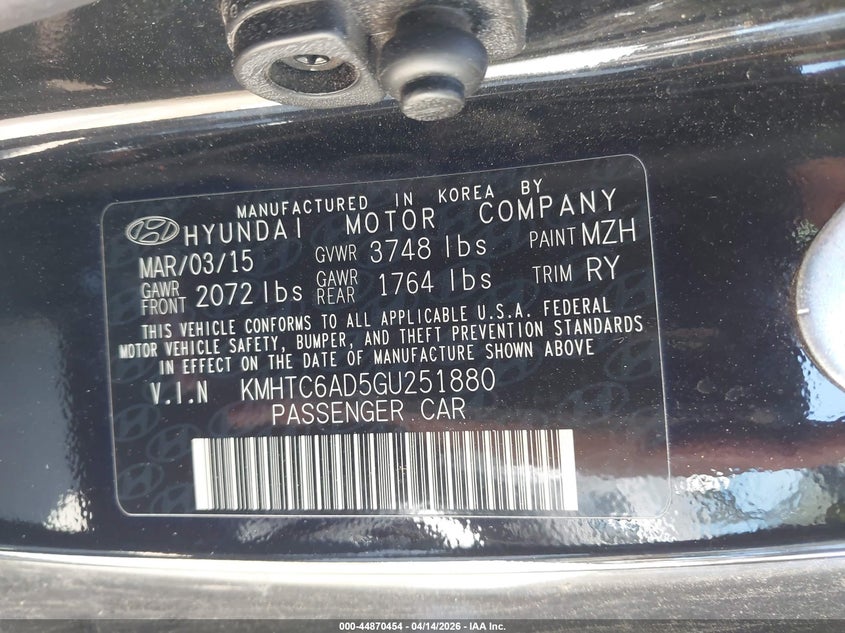 MANUFACTURED IN KOREA BY
HYUNDAI MOTOR COMPANY
MAR/03/15 GVWR 3748 lbs PAINT MZH
GAWR FRONT 2072 lbs GAWR REAR 1764 lbs TRIM RY
THIS VEHICLE CONFORMS TO ALL APPLICABLE U.S.A. FEDERAL
MOTOR VEHICLE SAFETY, BUMPER, AND THEFT PREVENTION STANDARDS
IN EFFECT ON THE DATE OF MANUFACTURE SHOWN ABOVE
V.I.N KMHTC6AD5GU251880
PASSENGER CAR
000-44870454 - 04/14/2026 - IAA Inc.